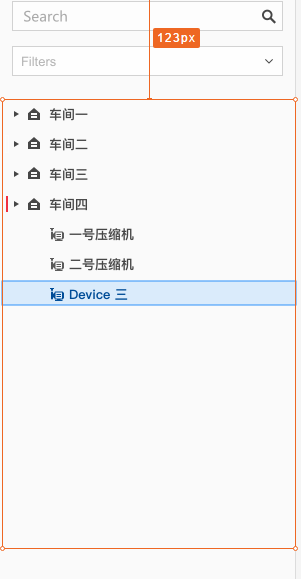 Search
123px
Filters
车间一
车间二
车间三
车间四
一号压缩机
二号压缩机
Device 三